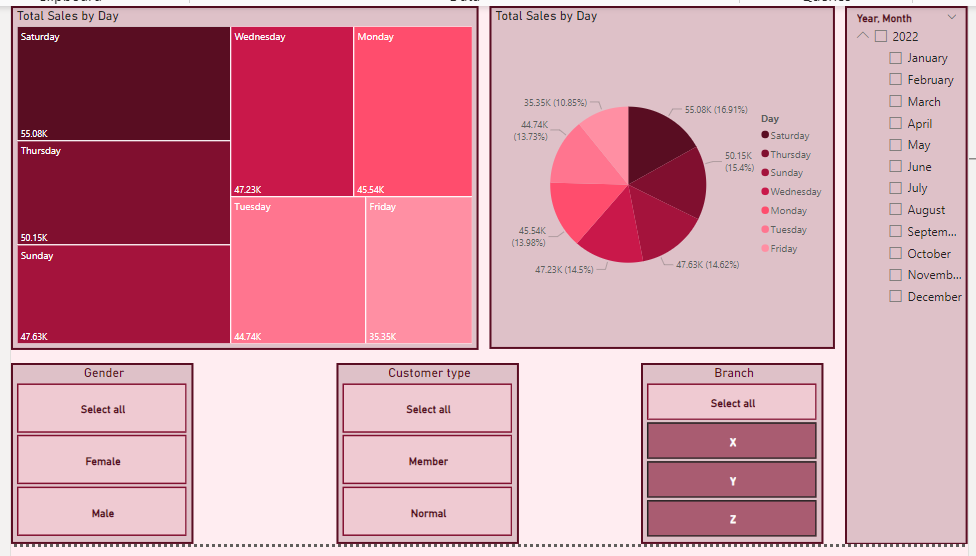 Total Sales by Day
Saturday
55.08K
Thursday
50.15K
Sunday
47.63K
Wednesday
47.23K
Monday
45.54K
Tuesday
44.74K
Friday
35.35K
Total Sales by Day
35.35K (10.85%)
55.08K (16.91%)
44.74K
(13.73%)
50.15K
(15.4%)
45.54K
(13.98%)
47.23K (14.5%)
47.63K (14.62%)
Day
Saturday
Thursday
Sunday
Wednesday
Monday
Tuesday
Friday
Year, Month
2022
January
February
March
April
May
June
July
August
Septem...
October
Novemb...
December
Gender
Select all
Female
Male
Customer type
Select all
Member
Normal
Branch
Select all
X
Y
Z